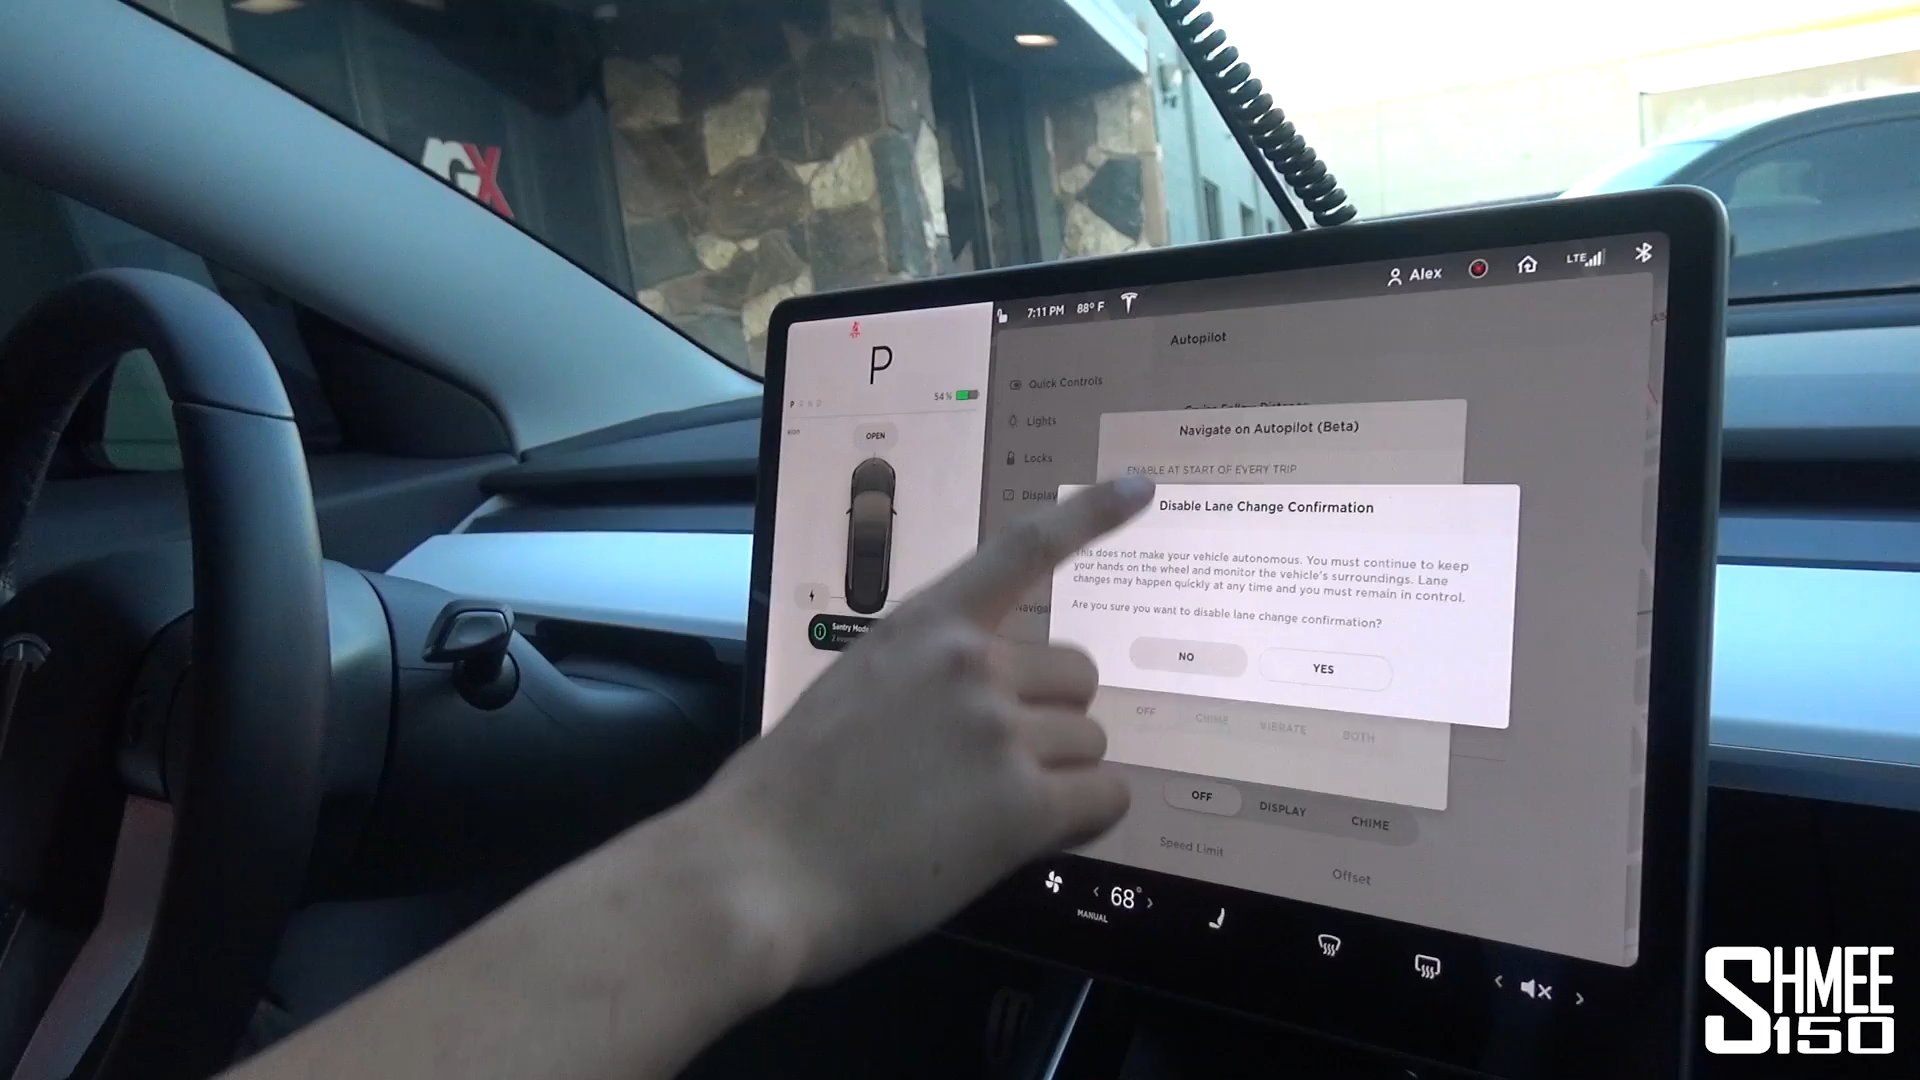 rGX
Alex
LTE
7:11 PM 88° F
P
P R N D
54%
OPEN
Sentry Mode
Autopilot
Quick Controls
Lights
Locks
Display
Navigate on Autopilot (Beta)
ENABLE AT START OF EVERY TRIP
Disable Lane Change Confirmation
This does not make your vehicle autonomous. You must continue to keep
your hands on the wheel and monitor the vehicle's surroundings. Lane
changes may happen quickly at any time and you must remain in control.
Are you sure you want to disable lane change confirmation?
NO YES
OFF CHIME VIBRATE BOTH
OFF DISPLAY CHIME
Speed Limit
Offset
68°
MANUAL
SHMEE
150